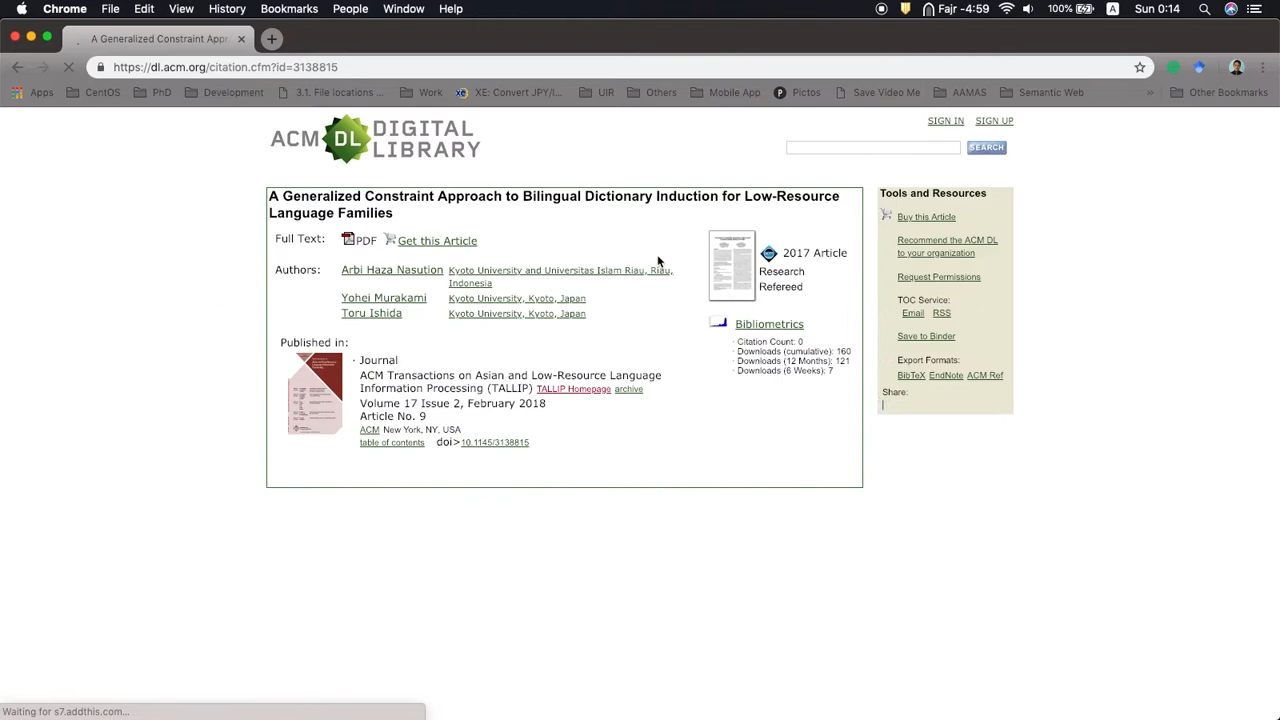 Chrome File Edit View History Bookmarks People Window Help Fajr -4:59 100% A Sun 0:14
A Generalized Constraint Appr
https://dl.acm.org/citation.cfm?id=3138815
Apps CentOS PhD Development 3.1. File locations ... Work XE: Convert JPY/I... UIR Others Mobile App Pictos Save Video Me AAMAS Semantic Web » Other Bookmarks
ACM DL DIGITAL LIBRARY
SIGN IN SIGN UP
SEARCH
A Generalized Constraint Approach to Bilingual Dictionary Induction for Low-Resource
Language Families
Full Text: PDF Get this Article
Authors: Arbi Haza Nasution Kyoto University and Universitas Islam Riau, Riau,
Indonesia
Yohei Murakami Kyoto University, Kyoto, Japan
Toru Ishida Kyoto University, Kyoto, Japan
2017 Article
Research
Refereed
Bibliometrics
· Citation Count: 0
· Downloads (cumulative): 160
· Downloads (12 Months): 121
· Downloads (6 Weeks): 7
Published in:
· Journal
ACM Transactions on Asian and Low-Resource Language
Information Processing (TALLIP) TALLIP Homepage archive
Volume 17 Issue 2, February 2018
Article No. 9
ACM New York, NY, USA
table of contents doi>10.1145/3138815
Tools and Resources
Buy this Article
Recommend the ACM DL
to your organization
Request Permissions
TOC Service:
Email RSS
Save to Binder
Export Formats:
BibTeX EndNote ACM Ref
Share:
|
Waiting for s7.addthis.com...